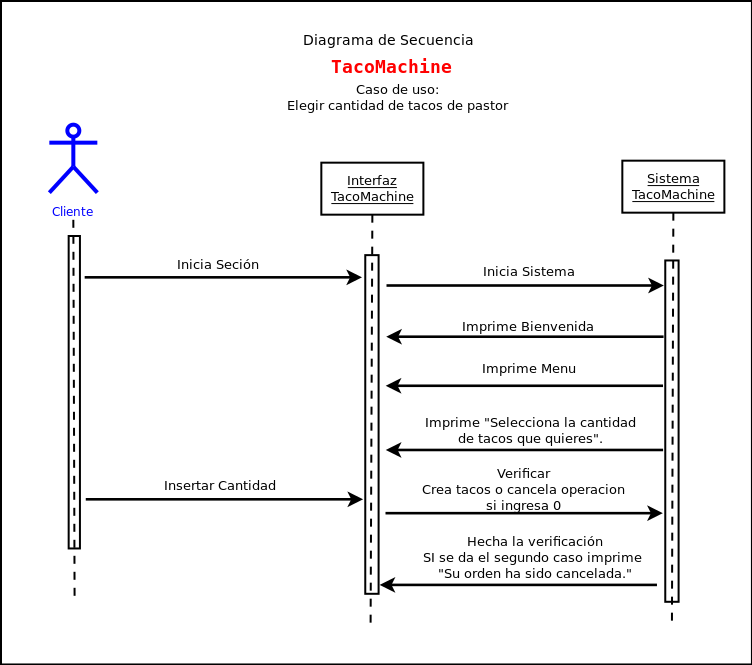 Diagrama de Secuencia
TacoMachine
Caso de uso:
Elegir cantidad de tacos de pastor
Cliente
Interfaz
TacoMachine
Sistema
TacoMachine
Inicia Seción
Inicia Sistema
Imprime Bienvenida
Imprime Menu
Imprime "Selecciona la cantidad
de tacos que quieres".
Insertar Cantidad
Verificar
Crea tacos o cancela operacion
si ingresa 0
Hecha la verificación
SI se da el segundo caso imprime
"Su orden ha sido cancelada."